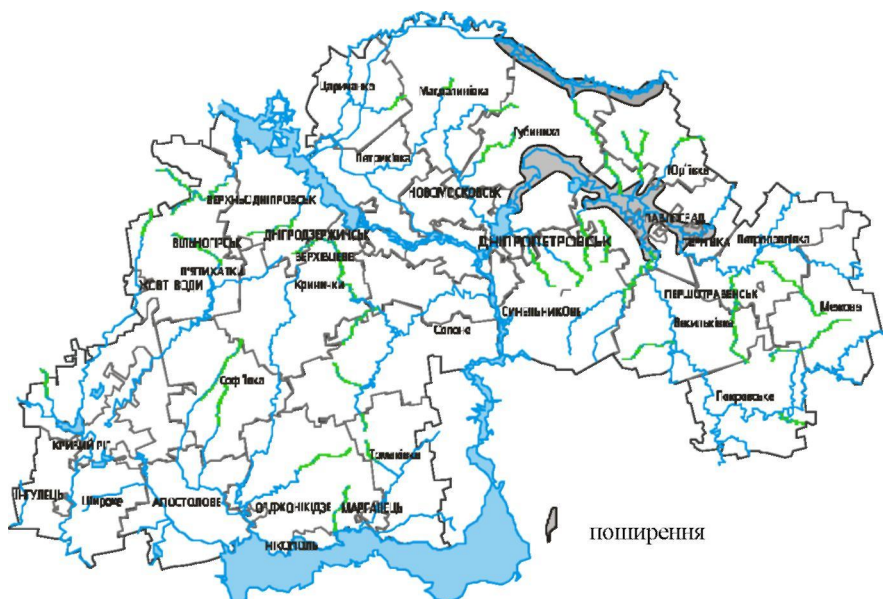 Царичанка
Магдалинівка
Губиниха
Петриківка
Юр'ївка
НОВОМОСКОВСЬК
ВЕРХНЬОДНІПРОВСЬК
ПАВЛОГРАД
ДНІПРОДЗЕРЖИНСЬК
ДНІПРОПЕТРОВСЬК
ТЕРНІВКА
Петропавлівка
ВІЛЬНОГІРСЬК
ВЕРХІВЦЕВЕ
П'ЯТИХАТКИ
ЖОВТ ВОДИ
Кринички
ПЕРШОТРАВЕНСЬК
Межова
СИНЕЛЬНИКОВЕ
Васильківка
Солоне
Софіївка
Покровське
КРИВИЙ РІГ
Томаківка
ІНГУЛЕЦЬ
Широке
АПОСТОЛОВЕ
ОРДЖОНІКІДЗЕ
МАРГАНЕЦЬ
НІКОПОЛЬ
поширення